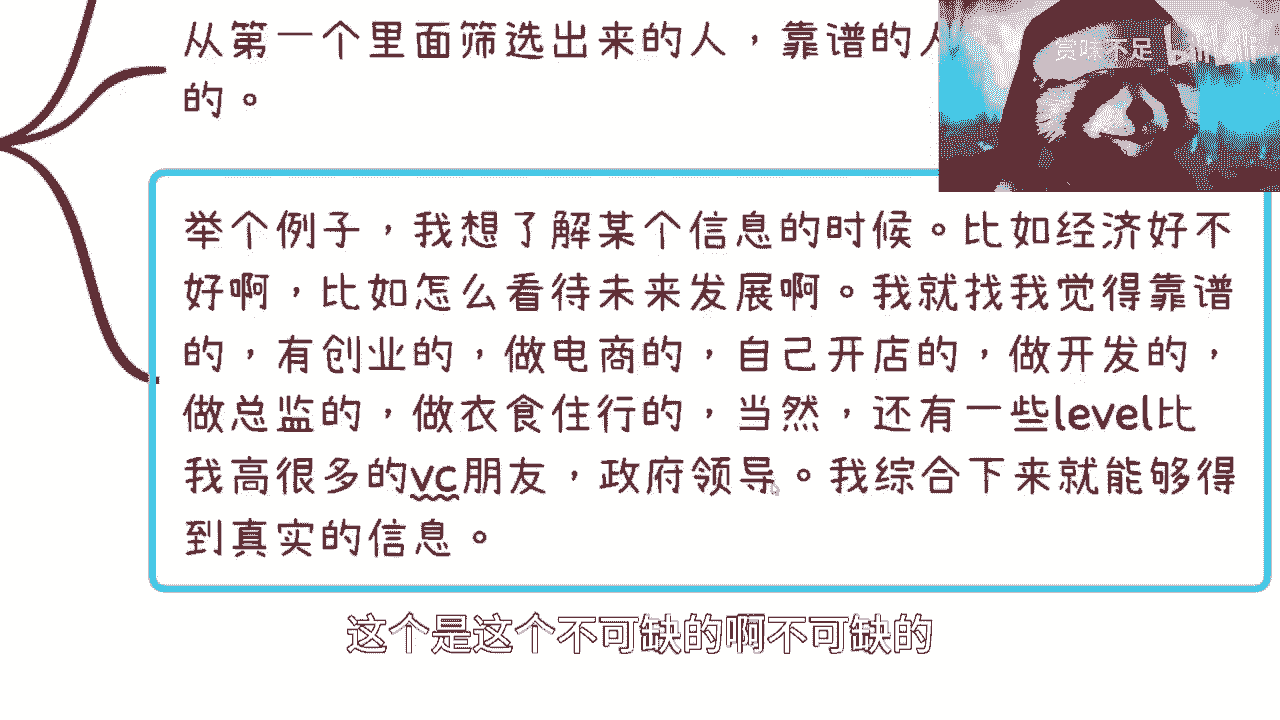 从第一个里面筛选出来的人，靠谱的人
的。
赏味不足 bilibili
举个例子，我想了解某个信息的时候。比如经济好不
好啊，比如怎么看待未来发展啊。我就找我觉得靠谱
的，有创业的，做电商的，自己开店的，做开发的，
做总监的，做衣食住行的，当然，还有一些level比
我高很多的vc朋友，政府领导。我综合下来就能够得
到真实的信息。
这个是这个不可缺的啊不可缺的